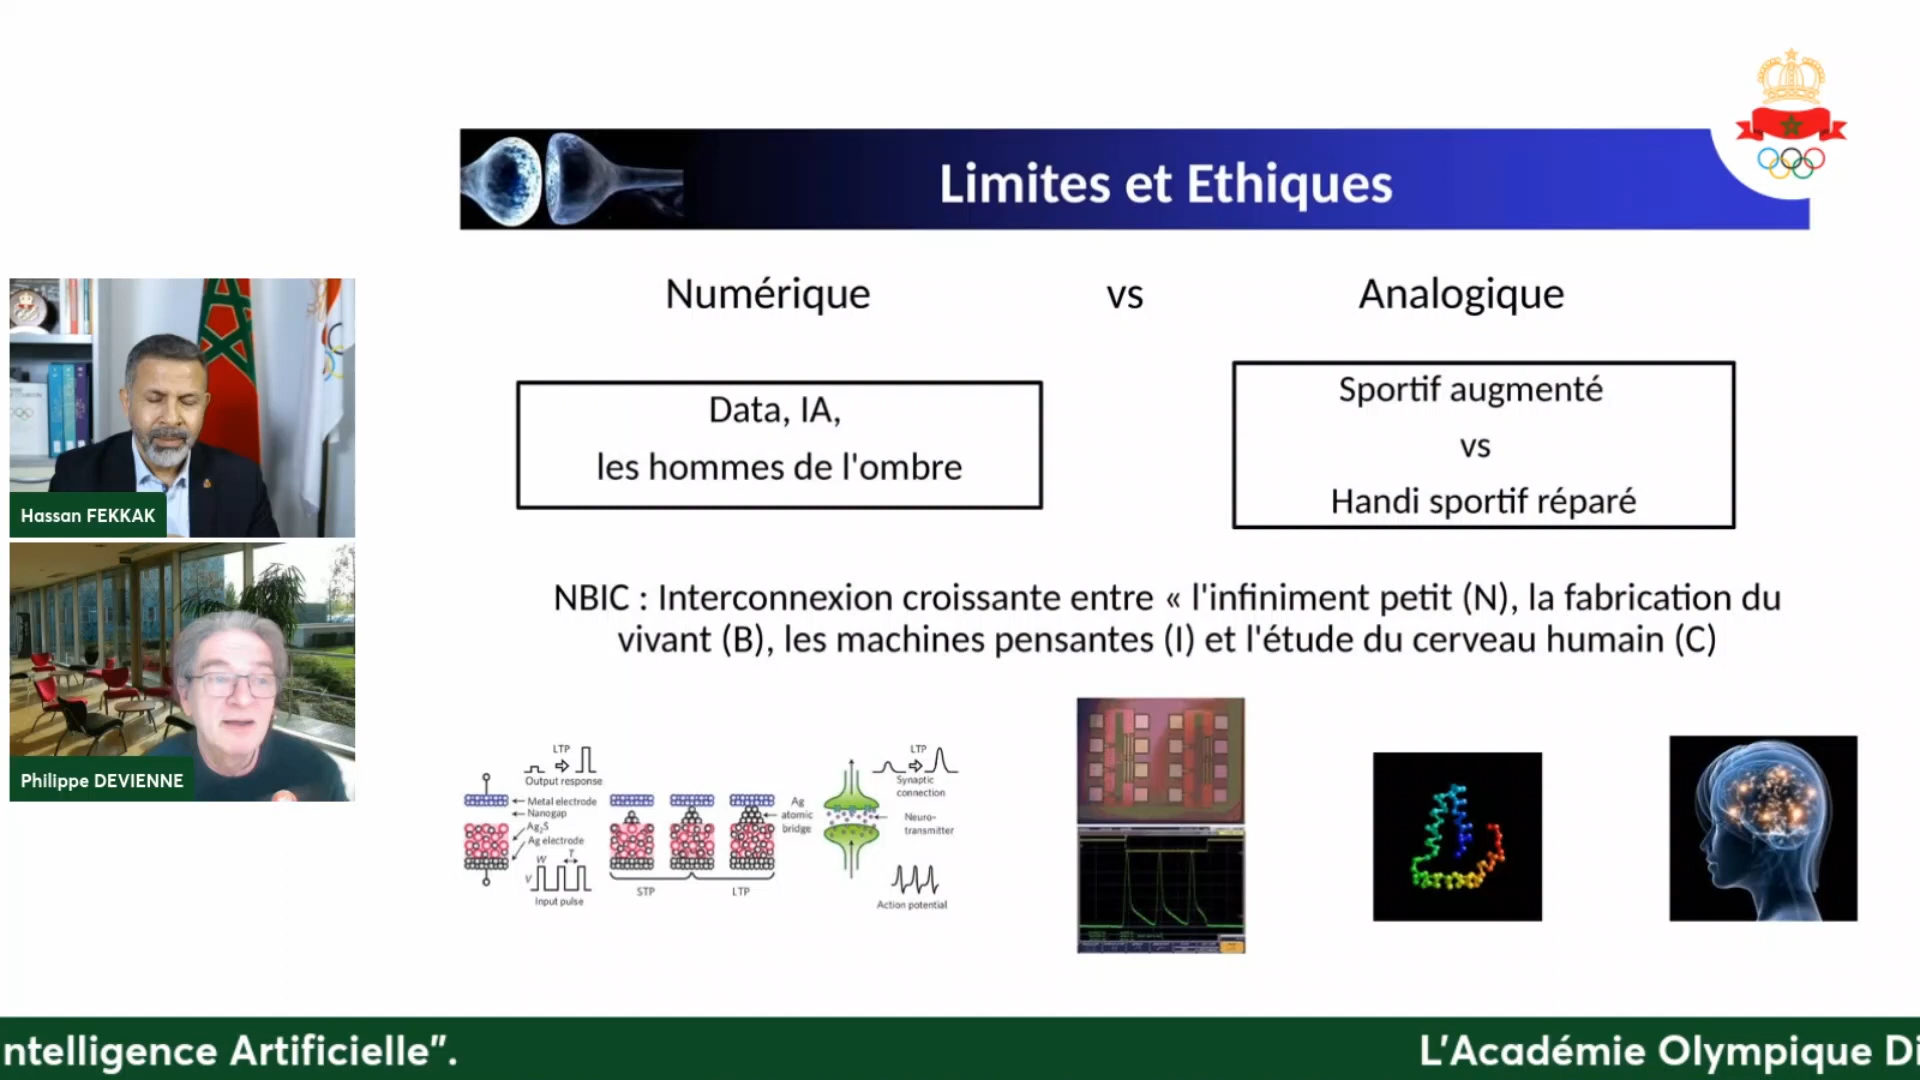 Limites et Ethiques
Numérique vs Analogique
Data, IA,
les hommes de l'ombre
Sportif augmenté
vs
Handi sportif réparé
NBIC : Interconnexion croissante entre « l'infiniment petit (N), la fabrication du
vivant (B), les machines pensantes (I) et l'étude du cerveau humain (C)
Hassan FEKKAK
Philippe DEVIENNE
LTP
Output response
Metal electrode
Nanogap
Ag₂S
Ag electrode
W T
V
Input pulse
STP
LTP
Ag
atomic
bridge
LTP
Synaptic
connection
Neuro-
transmitter
Action potential
ntelligence Artificielle”.
L’Académie Olympique Di